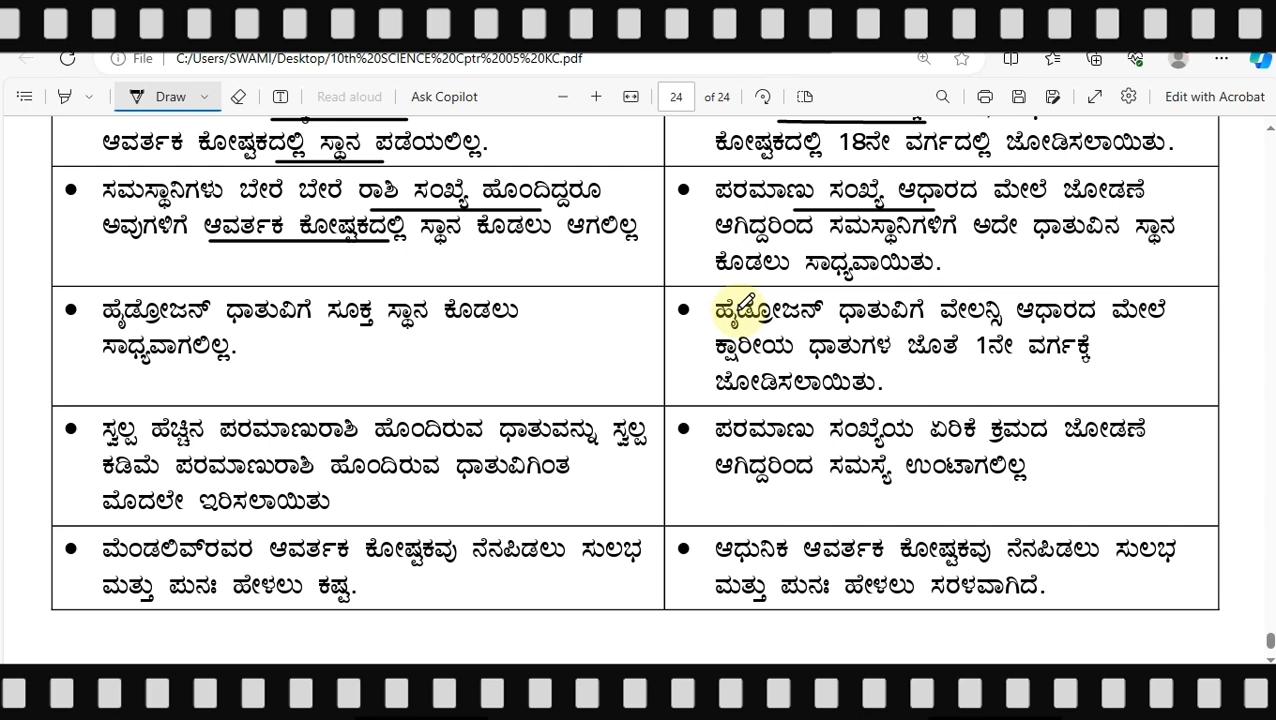 File C:/Users/SWAMI/Desktop/10th%20SCIENCE%20Cptr%2005%20KC.pdf
Draw Read aloud Ask Copilot 24 of 24 Edit with Acrobat
ಆವರ್ತಕ ಕೋಷ್ಟಕದಲ್ಲಿ ಸ್ಥಾನ ಪಡೆಯಲಿಲ್ಲ.
ಕೋಷ್ಟಕದಲ್ಲಿ 18ನೇ ವರ್ಗದಲ್ಲಿ ಜೋಡಿಸಲಾಯಿತು.
• ಸಮಸ್ಥಾನಿಗಳು ಬೇರೆ ಬೇರೆ ರಾಶಿ ಸಂಖ್ಯೆ ಹೊಂದಿದ್ದರೂ
ಅವುಗಳಿಗೆ ಆವರ್ತಕ ಕೋಷ್ಟಕದಲ್ಲಿ ಸ್ಥಾನ ಕೊಡಲು ಆಗಲಿಲ್ಲ
• ಪರಮಾಣು ಸಂಖ್ಯೆ ಆಧಾರದ ಮೇಲೆ ಜೋಡಣೆ
ಆಗಿದ್ದರಿಂದ ಸಮಸ್ಥಾನಿಗಳಿಗೆ ಅದೇ ಧಾತುವಿನ ಸ್ಥಾನ
ಕೊಡಲು ಸಾಧ್ಯವಾಯಿತು.
• ಹೈಡ್ರೋಜನ್ ಧಾತುವಿಗೆ ಸೂಕ್ತ ಸ್ಥಾನ ಕೊಡಲು
ಸಾಧ್ಯವಾಗಲಿಲ್ಲ.
• ಹೈಡ್ರೋಜನ್ ಧಾತುವಿಗೆ ವೇಲನ್ಸಿ ಆಧಾರದ ಮೇಲೆ
ಕ್ಷಾರೀಯ ಧಾತುಗಳ ಜೊತೆ 1ನೇ ವರ್ಗಕ್ಕೆ
ಜೋಡಿಸಲಾಯಿತು.
• ಸ್ವಲ್ಪ ಹೆಚ್ಚಿನ ಪರಮಾಣುರಾಶಿ ಹೊಂದಿರುವ ಧಾತುವನ್ನು ಸ್ವಲ್ಪ
ಕಡಿಮೆ ಪರಮಾಣುರಾಶಿ ಹೊಂದಿರುವ ಧಾತುವಿಗಿಂತ
ಮೊದಲೇ ಇರಿಸಲಾಯಿತು
• ಪರಮಾಣು ಸಂಖ್ಯೆಯ ಏರಿಕೆ ಕ್ರಮದ ಜೋಡಣೆ
ಆಗಿದ್ದರಿಂದ ಸಮಸ್ಯೆ ಉಂಟಾಗಲಿಲ್ಲ
• ಮೆಂಡಲಿವ್‌ರವರ ಆವರ್ತಕ ಕೋಷ್ಟಕವು ನೆನಪಿಡಲು ಸುಲಭ
ಮತ್ತು ಪುನಃ ಹೇಳಲು ಕಷ್ಟ.
• ಆಧುನಿಕ ಆವರ್ತಕ ಕೋಷ್ಟಕವು ನೆನಪಿಡಲು ಸುಲಭ
ಮತ್ತು ಪುನಃ ಹೇಳಲು ಸರಳವಾಗಿದೆ.